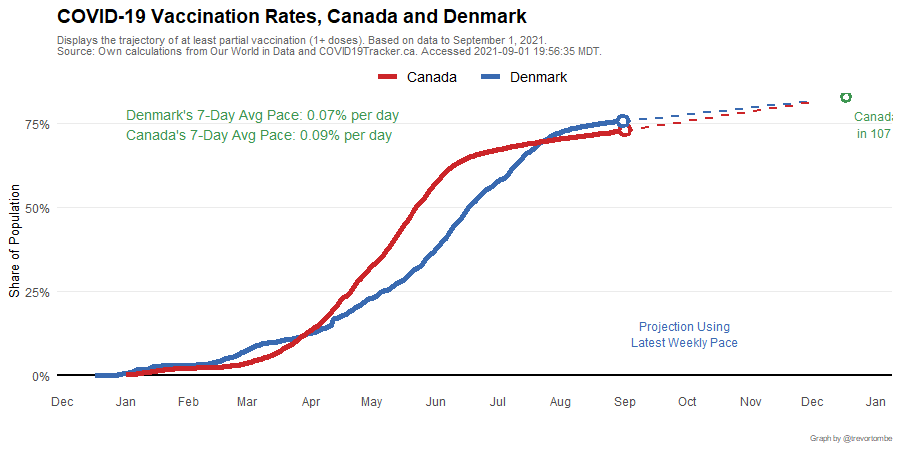 COVID-19 Vaccination Rates, Canada and Denmark
Displays the trajectory of at least partial vaccination (1+ doses). Based on data to September 1, 2021.
Source: Own calculations from Our World in Data and COVID19Tracker.ca. Accessed 2021-09-01 19:56:35 MDT.
Canada Denmark
Denmark's 7-Day Avg Pace: 0.07% per day
Canada's 7-Day Avg Pace: 0.09% per day
Canada
in 107
75%
50%
25%
0%
Share of Population
Projection Using
Latest Weekly Pace
Dec Jan Feb Mar Apr May Jun Jul Aug Sep Oct Nov Dec Jan
Graph by @trevortombe